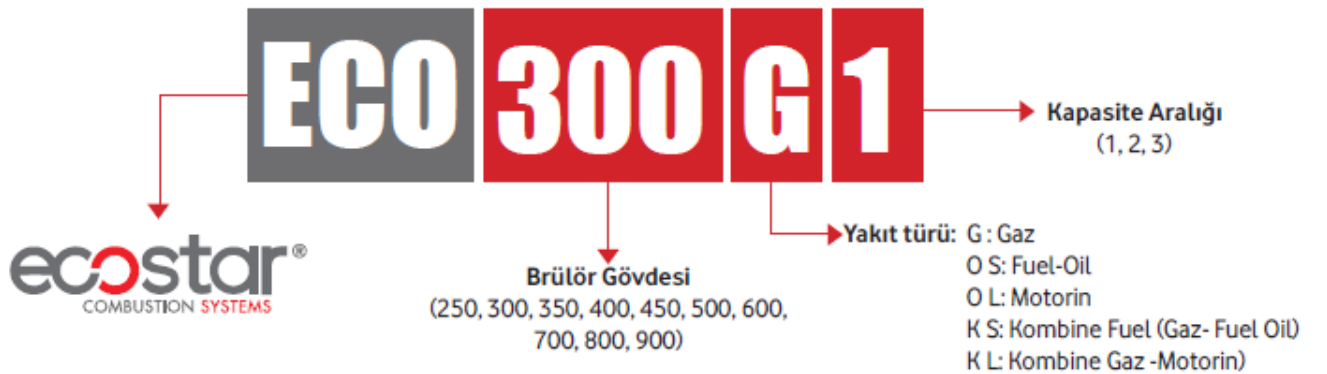 ECO 300 G 1
Kapasite Aralığı
(1, 2, 3)
ecostar®
COMBUSTION SYSTEMS
Brülör Gövdesi
(250, 300, 350, 400, 450, 500, 600,
700, 800, 900)
Yakıt türü: G : Gaz
O S: Fuel-Oil
O L: Motorin
K S: Kombine Fuel (Gaz- Fuel Oil)
K L: Kombine Gaz -Motorin)